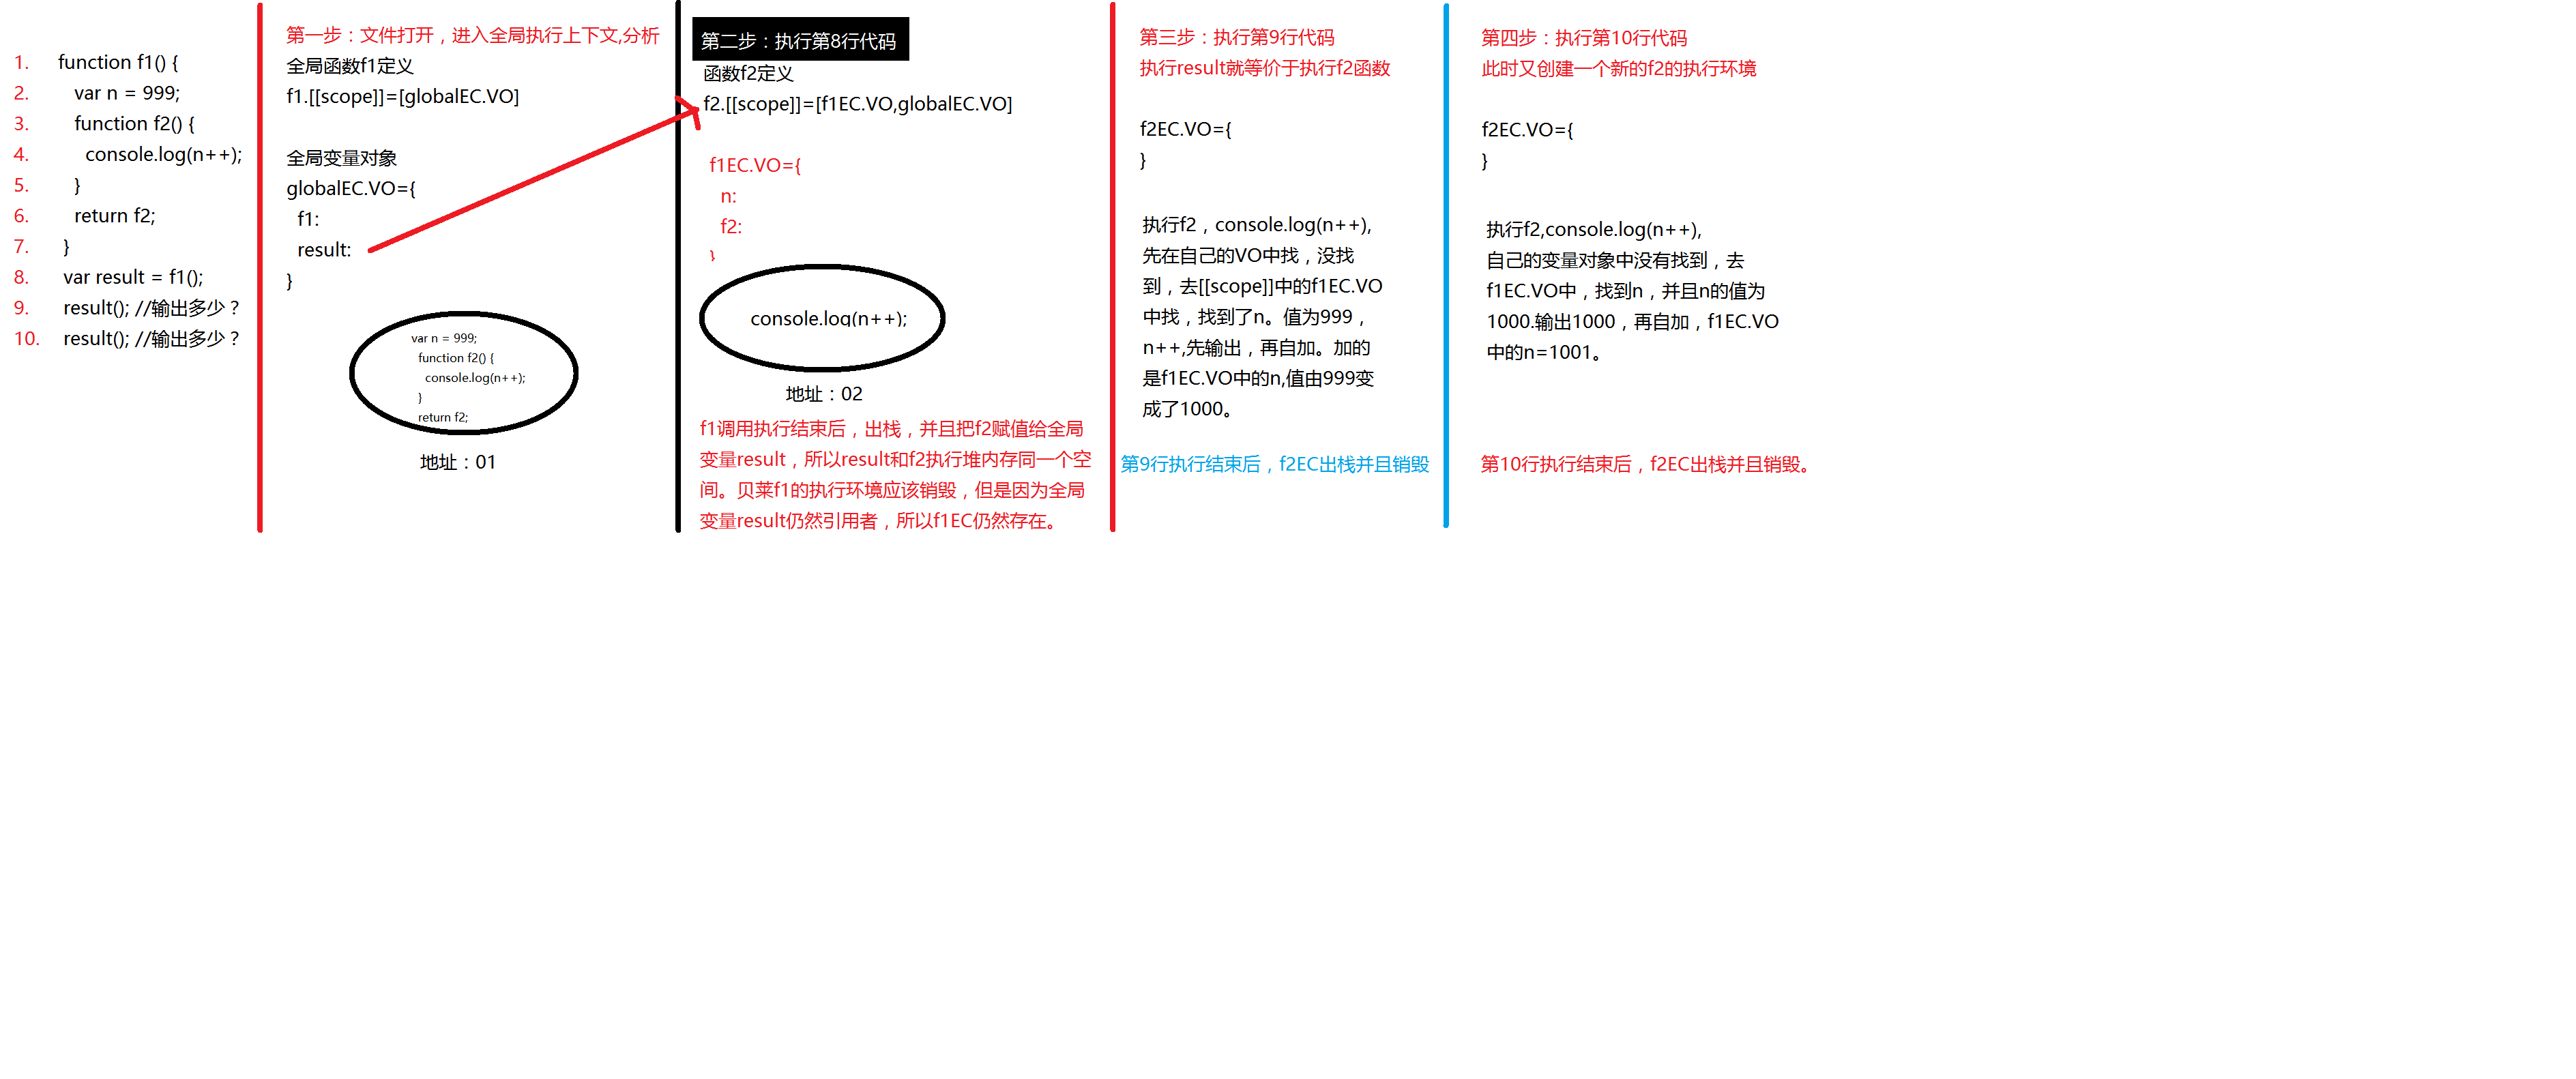 1. function f1() {
2. var n = 999;
3. function f2() {
4. console.log(n++);
5. }
6. return f2;
7. }
8. var result = f1();
9. result(); //输出多少？
10. result(); //输出多少？
第一步：文件打开，进入全局执行上下文,分析
全局函数f1定义
f1.[[scope]]=[globalEC.VO]
全局变量对象
globalEC.VO={
f1:
result:
}
var n = 999;
function f2() {
console.log(n++);
}
return f2;
地址：01
第二步：执行第8行代码
函数f2定义
f2.[[scope]]=[f1EC.VO,globalEC.VO]
f1EC.VO={
n:
f2:
}
console.log(n++);
地址：02
f1调用执行结束后，出栈，并且把f2赋值给全局
变量result，所以result和f2执行堆内存同一个空
间。贝莱f1的执行环境应该销毁，但是因为全局
变量result仍然引用者，所以f1EC仍然存在。
第三步：执行第9行代码
执行result就等价于执行f2函数
f2EC.VO={
}
执行f2，console.log(n++),
先在自己的VO中找，没找
到，去[[scope]]中的f1EC.VO
中找，找到了n。值为999，
n++,先输出，再自加。加的
是f1EC.VO中的n,值由999变
成了1000。
第9行执行结束后，f2EC出栈并且销毁
第四步：执行第10行代码
此时又创建一个新的f2的执行环境
f2EC.VO={
}
执行f2,console.log(n++),
自己的变量对象中没有找到，去
f1EC.VO中，找到n，并且n的值为
1000.输出1000，再自加，f1EC.VO
中的n=1001。
第10行执行结束后，f2EC出栈并且销毁。